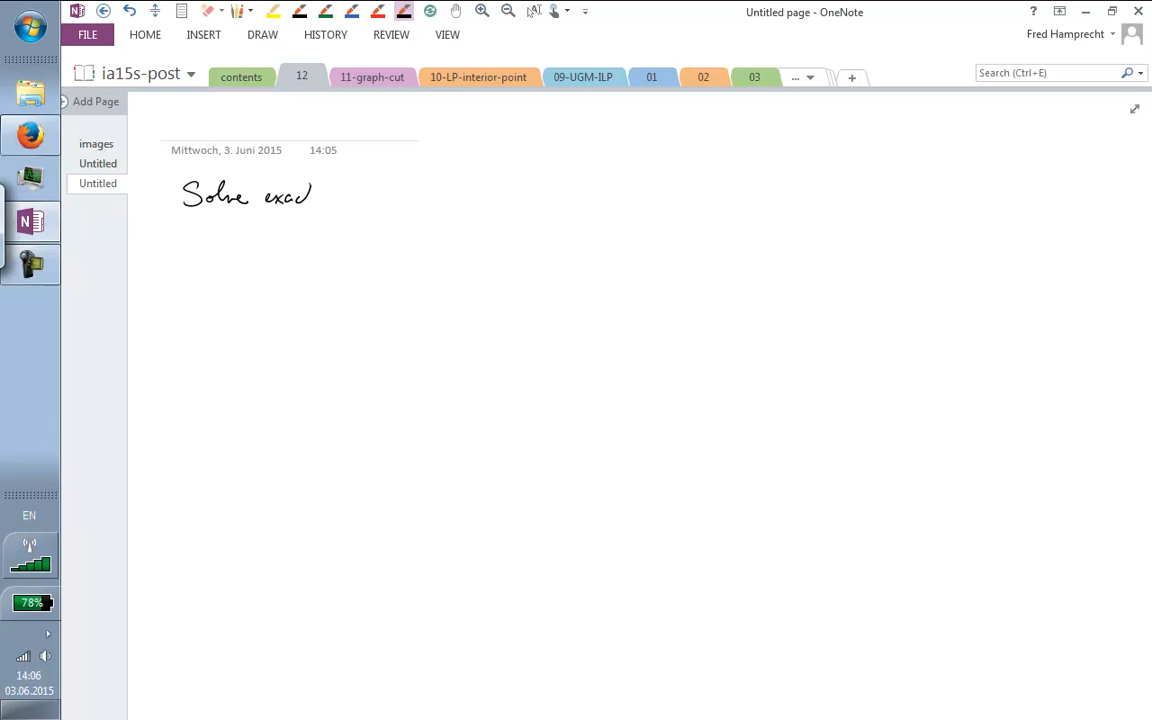 Untitled page - OneNote
?
FILE
HOME
INSERT
DRAW
HISTORY
REVIEW
VIEW
Fred Hamprecht
ia15s-post
contents
12
11-graph-cut
10-LP-interior-point
09-UGM-ILP
01
02
03
...
Search (Ctrl+E)
Add Page
images
Untitled
Untitled
Mittwoch, 3. Juni 2015 14:05
Solve exac
EN
78%
14:06
03.06.2015